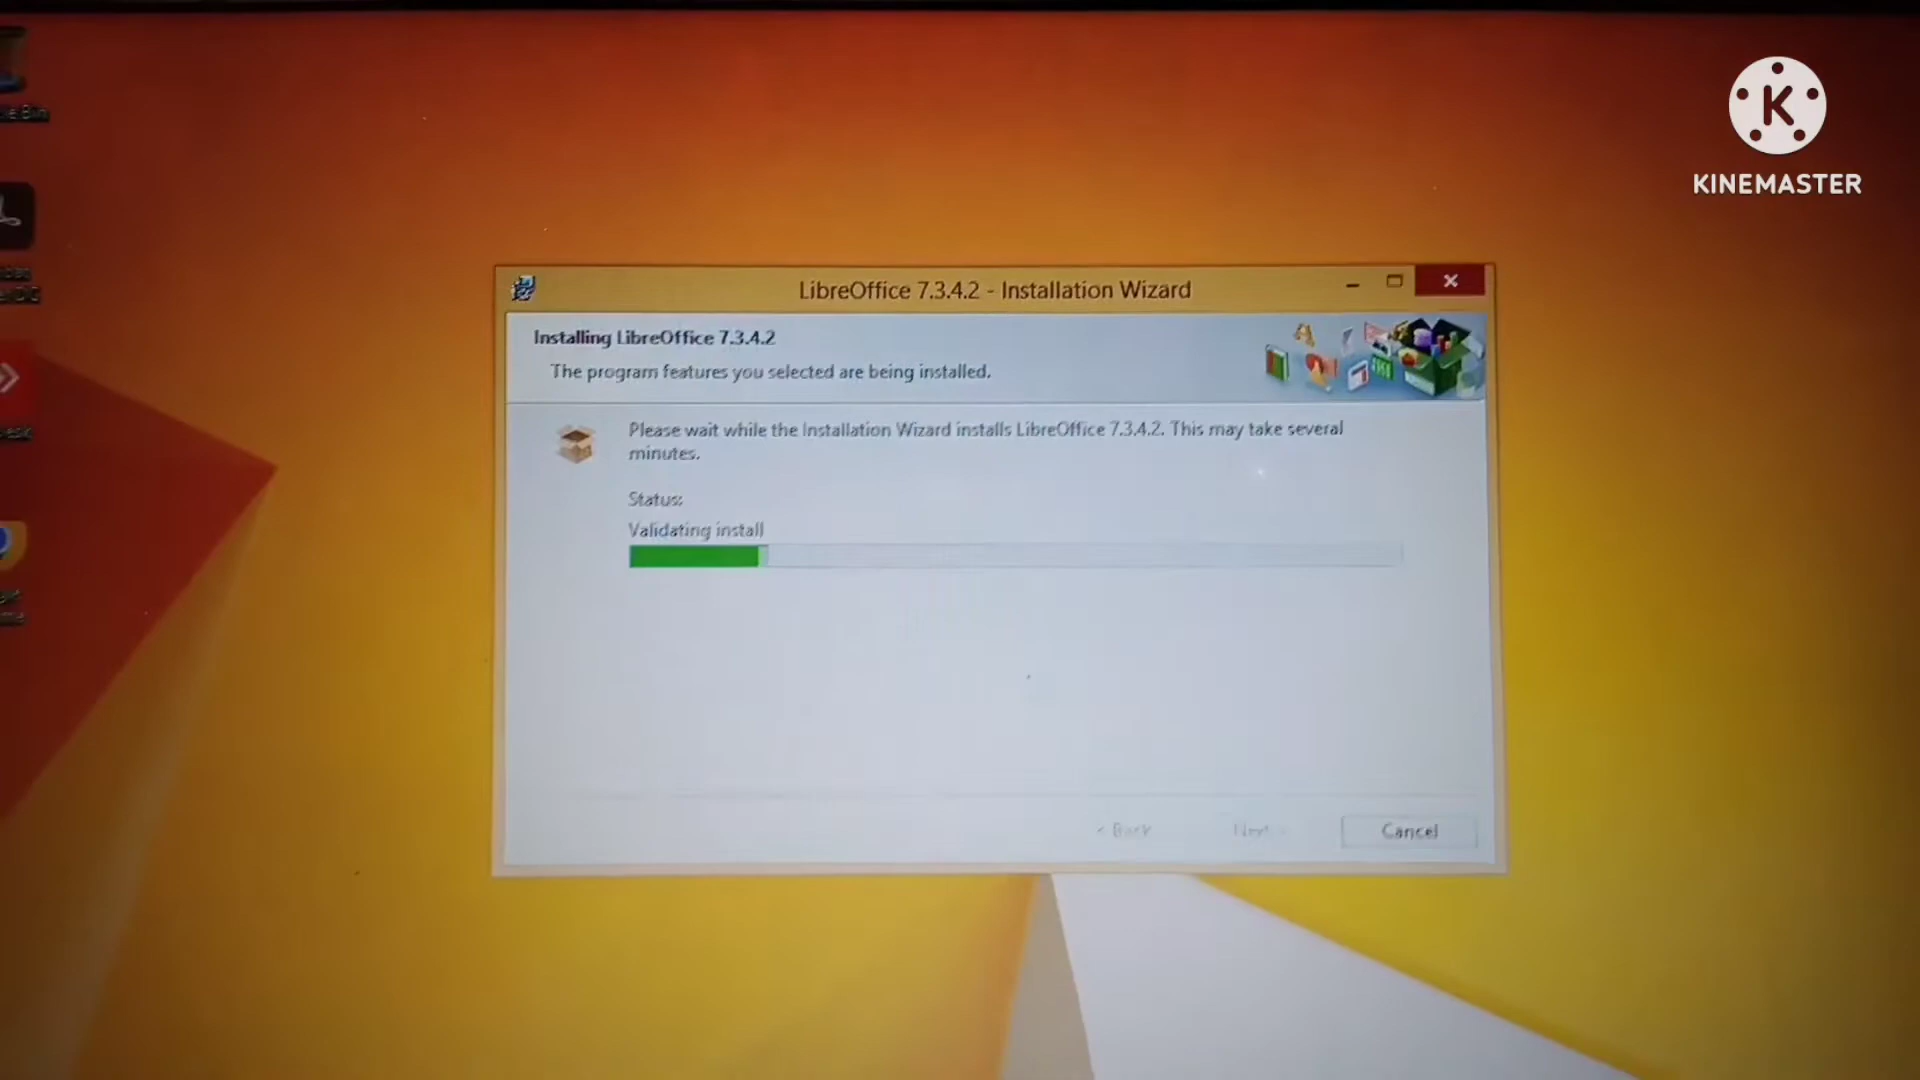 KINEMASTER
LibreOffice 7.3.4.2 - Installation Wizard
Installing LibreOffice 7.3.4.2
The program features you selected are being installed.
Please wait while the Installation Wizard installs LibreOffice 7.3.4.2. This may take several
minutes.
Status:
Validating install
< Back
Next >
Cancel